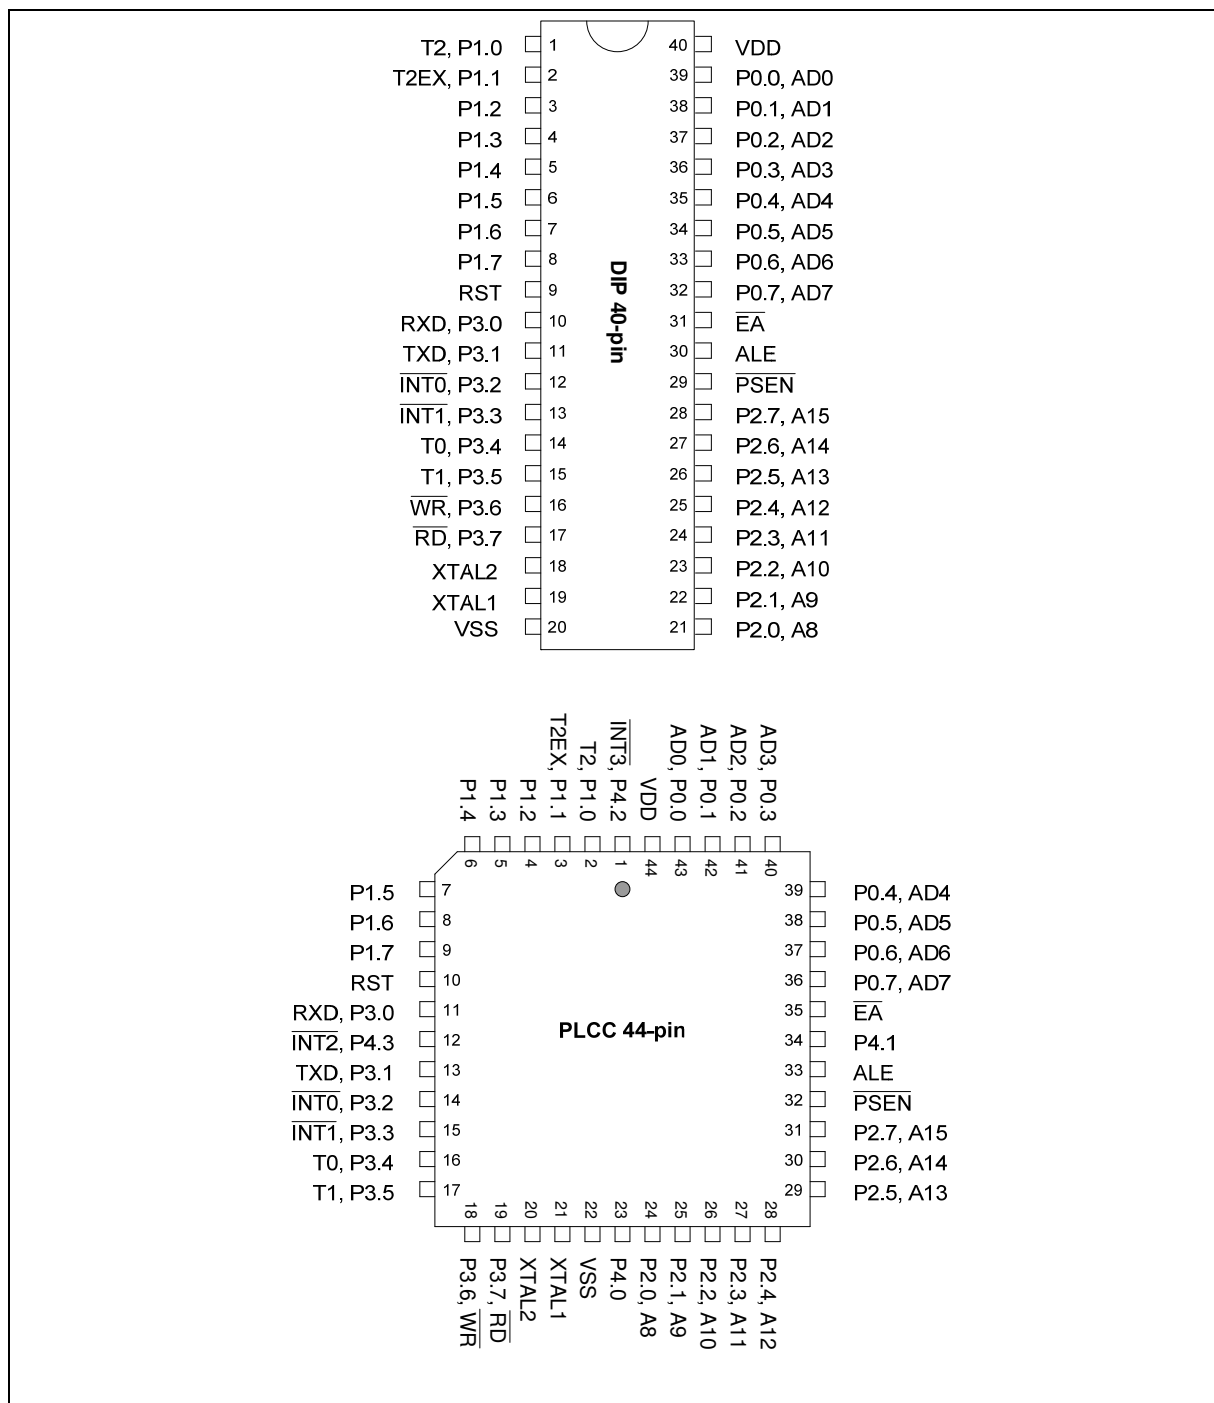 T2, P1.0 1 40 VDD
T2EX, P1.1 2 39 P0.0, AD0
P1.2 3 38 P0.1, AD1
P1.3 4 37 P0.2, AD2
P1.4 5 36 P0.3, AD3
P1.5 6 35 P0.4, AD4
P1.6 7 34 P0.5, AD5
P1.7 8 33 P0.6, AD6
RST 9 32 P0.7, AD7
RXD, P3.0 10 31 E̅A̅
TXD, P3.1 11 30 ALE
I̅N̅T̅0̅, P3.2 12 29 P̅S̅E̅N̅
I̅N̅T̅1̅, P3.3 13 28 P2.7, A15
T0, P3.4 14 27 P2.6, A14
T1, P3.5 15 26 P2.5, A13
W̅R̅, P3.6 16 25 P2.4, A12
R̅D̅, P3.7 17 24 P2.3, A11
XTAL2 18 23 P2.2, A10
XTAL1 19 22 P2.1, A9
VSS 20 21 P2.0, A8
DIP 40-pin
P1.4 P1.3 P1.2 T2EX, P1.1 T2, P1.0 I̅N̅T̅3̅, P4.2 VDD AD0, P0.0 AD1, P0.1 AD2, P0.2 AD3, P0.3
6 5 4 3 2 1 44 43 42 41 40
P1.5 7 39 P0.4, AD4
P1.6 8 38 P0.5, AD5
P1.7 9 37 P0.6, AD6
RST 10 36 P0.7, AD7
RXD, P3.0 11 35 E̅A̅
I̅N̅T̅2̅, P4.3 12 34 P4.1
TXD, P3.1 13 33 ALE
I̅N̅T̅0̅, P3.2 14 32 P̅S̅E̅N̅
I̅N̅T̅1̅, P3.3 15 31 P2.7, A15
T0, P3.4 16 30 P2.6, A14
T1, P3.5 17 29 P2.5, A13
PLCC 44-pin
18 19 20 21 22 23 24 25 26 27 28
P3.6, W̅R̅ P3.7, R̅D̅ XTAL2 XTAL1 VSS P4.0 P2.0, A8 P2.1, A9 P2.2, A10 P2.3, A11 P2.4, A12